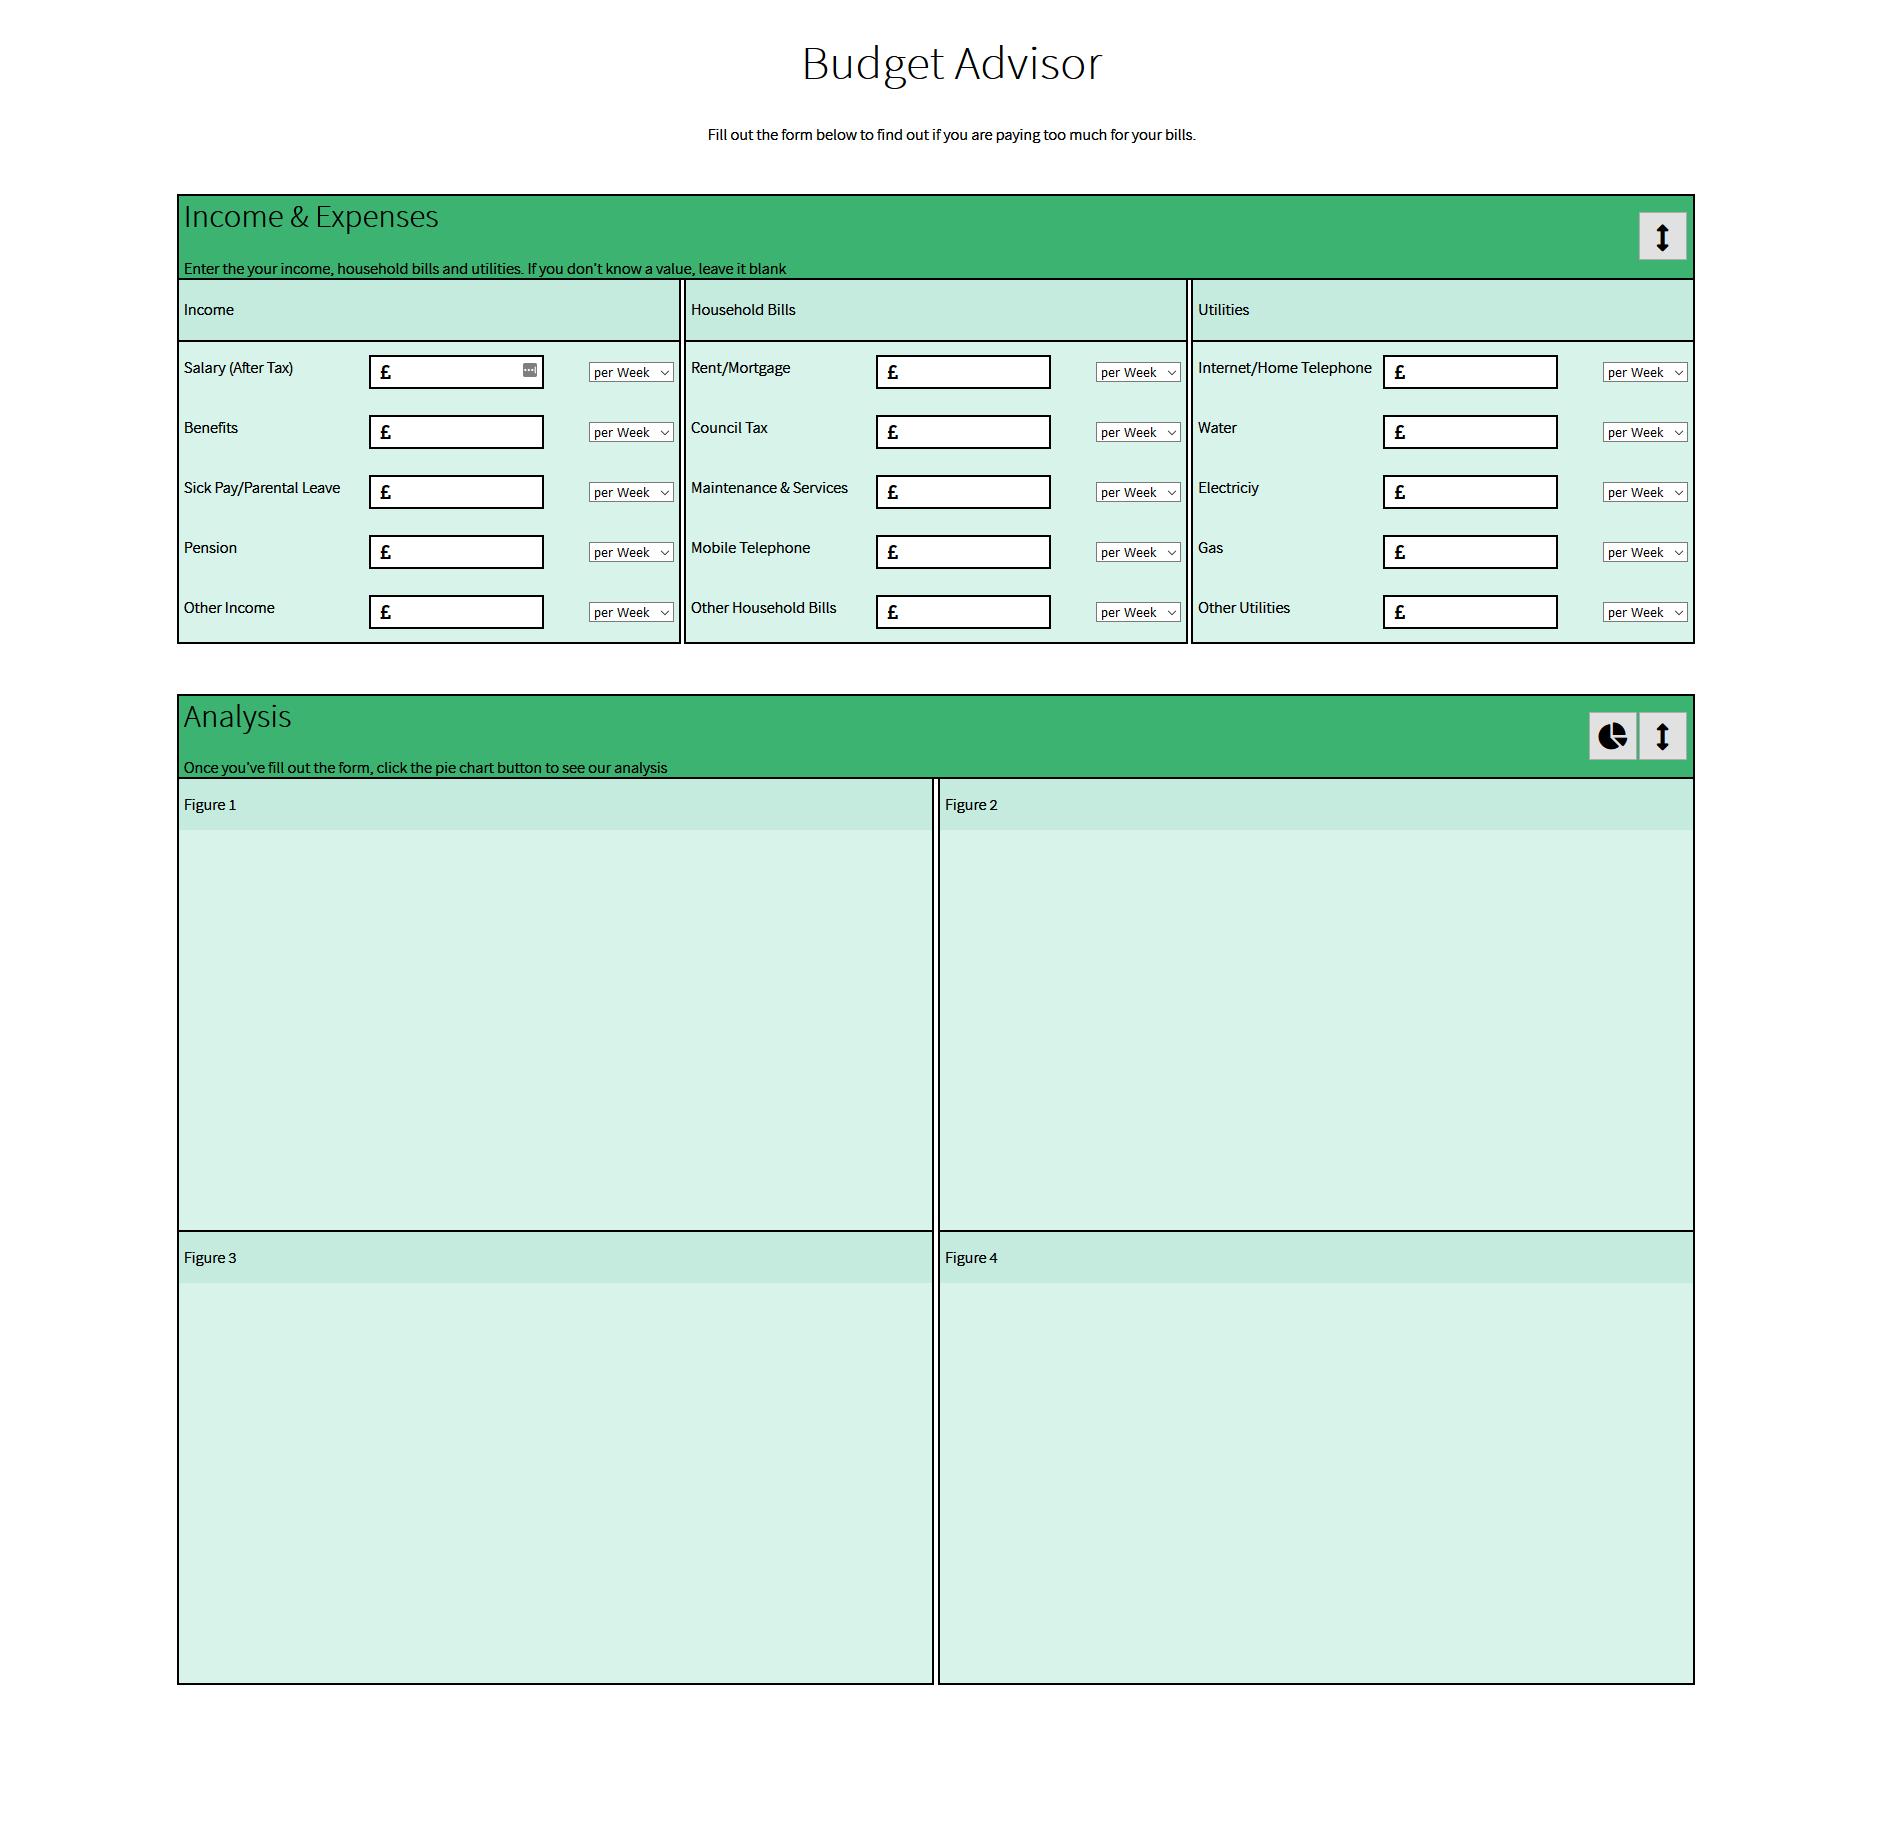 Budget Advisor
Fill out the form below to find out if you are paying too much for your bills.
Income & Expenses
Enter the your income, household bills and utilities. If you don't know a value, leave it blank
Income
Household Bills
Utilities
Salary (After Tax) £ per Week
Rent/Mortgage £ per Week
Internet/Home Telephone £ per Week
Benefits £ per Week
Council Tax £ per Week
Water £ per Week
Sick Pay/Parental Leave £ per Week
Maintenance & Services £ per Week
Electriciy £ per Week
Pension £ per Week
Mobile Telephone £ per Week
Gas £ per Week
Other Income £ per Week
Other Household Bills £ per Week
Other Utilities £ per Week
Analysis
Once you've fill out the form, click the pie chart button to see our analysis
Figure 1
Figure 2
Figure 3
Figure 4